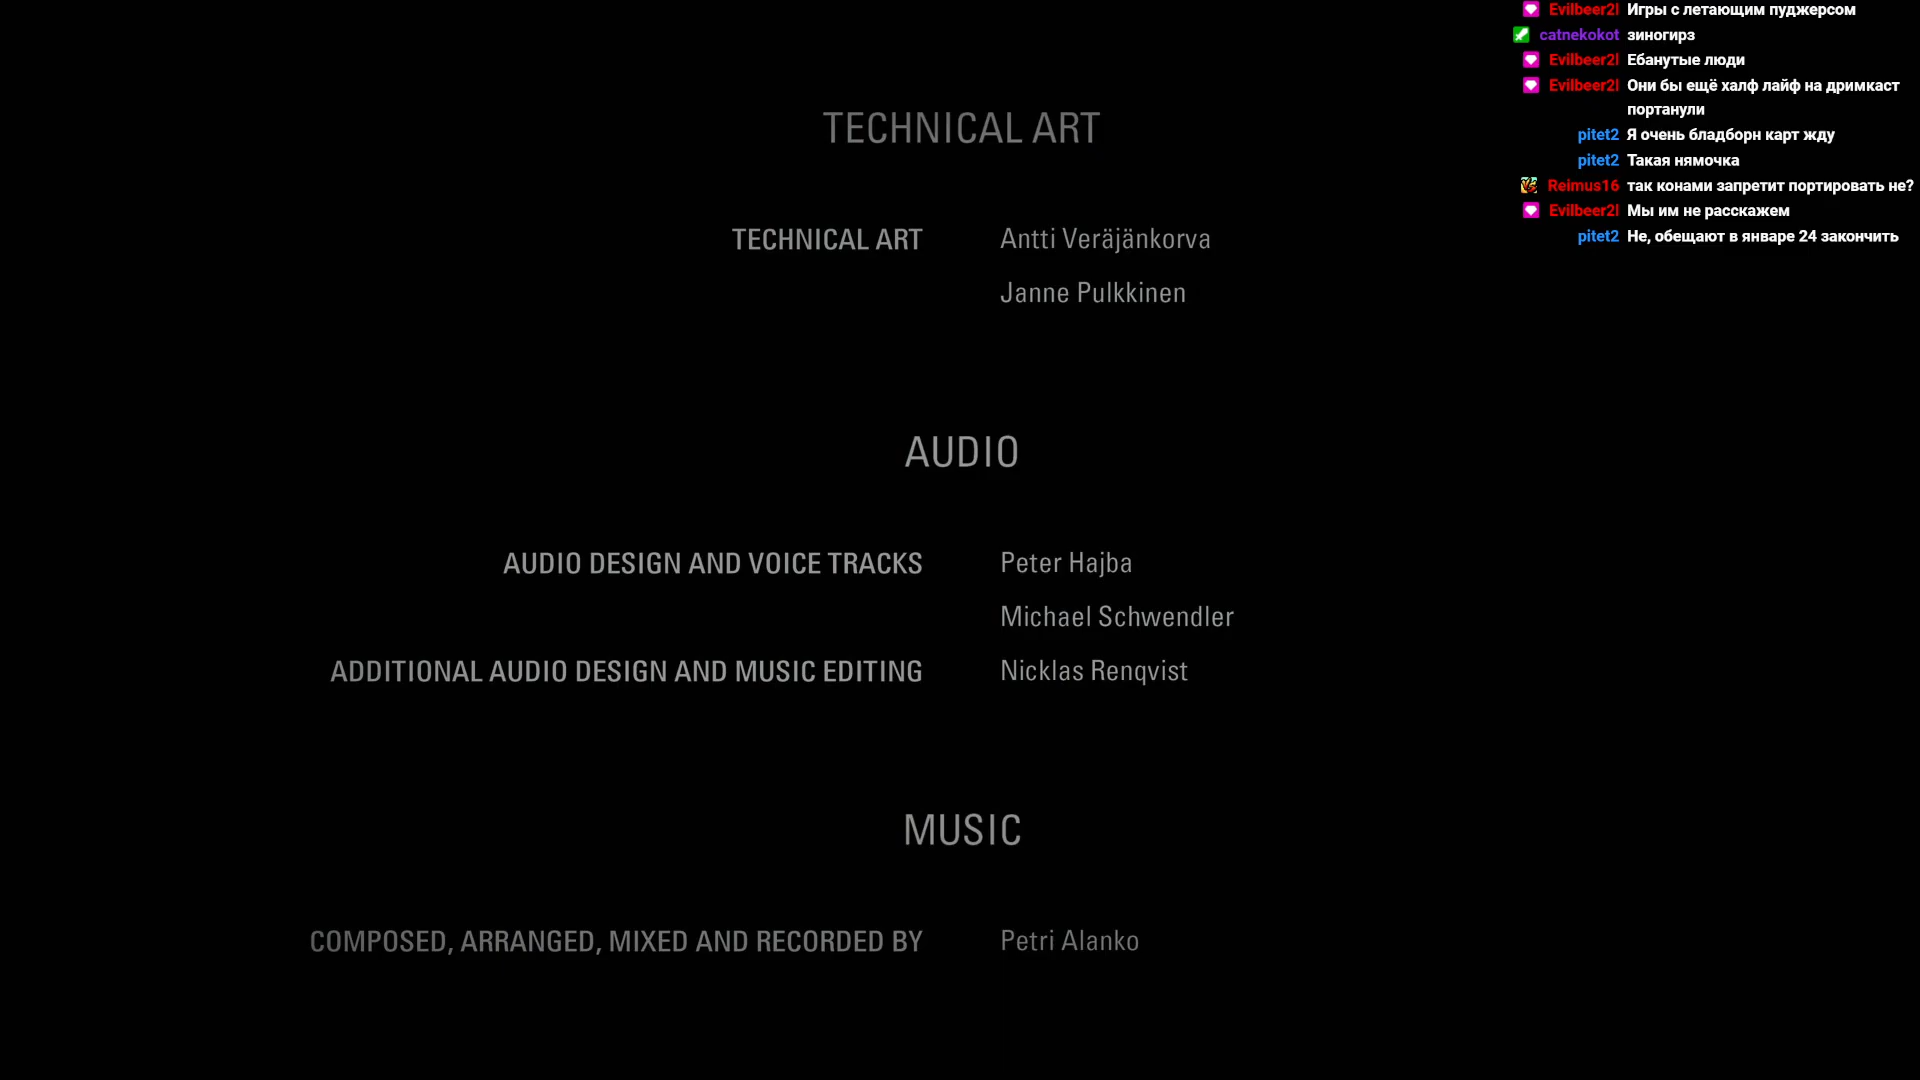 TECHNICAL ART
TECHNICAL ART Antti Veräjänkorva
Janne Pulkkinen
AUDIO
AUDIO DESIGN AND VOICE TRACKS Peter Hajba
Michael Schwendler
ADDITIONAL AUDIO DESIGN AND MUSIC EDITING Nicklas Renqvist
MUSIC
COMPOSED, ARRANGED, MIXED AND RECORDED BY Petri Alanko
Evilbeer2l Игры с летающим пуджерсом
catnekokot зиногирз
Evilbeer2l Ебанутые люди
Evilbeer2l Они бы ещё халф лайф на дримкаст
портанули
pitet2 Я очень бладборн карт жду
pitet2 Такая нямочка
Reimus16 так конами запретит портировать не?
Evilbeer2l Мы им не расскажем
pitet2 Не, обещают в январе 24 закончить